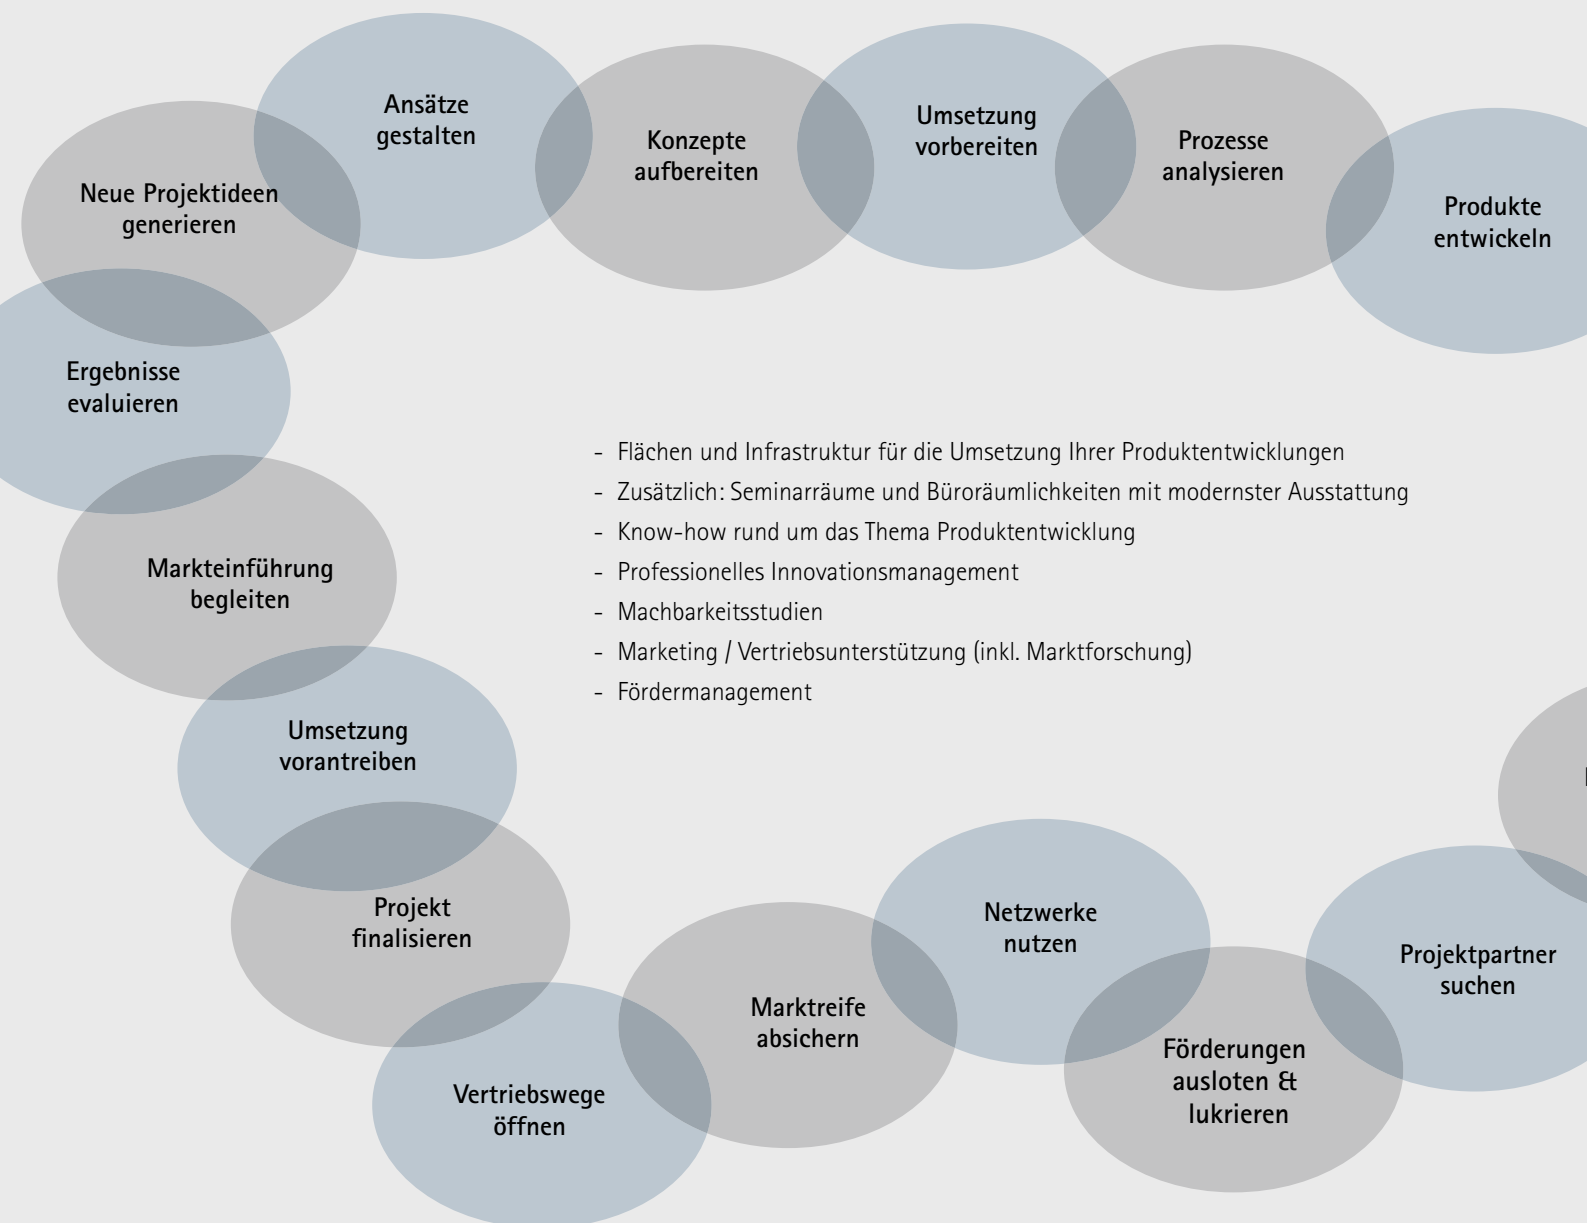 Ansätze
gestalten
Konzepte
aufbereiten
Umsetzung
vorbereiten
Prozesse
analysieren
Produkte
entwickeln
Neue Projektideen
generieren
Ergebnisse
evaluieren
Markteinführung
begleiten
Umsetzung
vorantreiben
Projekt
finalisieren
Vertriebswege
öffnen
Marktreife
absichern
Netzwerke
nutzen
Förderungen
ausloten &
lukrieren
Projektpartner
suchen
- Flächen und Infrastruktur für die Umsetzung Ihrer Produktentwicklungen
- Zusätzlich: Seminarräume und Büroräumlichkeiten mit modernster Ausstattung
- Know-how rund um das Thema Produktentwicklung
- Professionelles Innovationsmanagement
- Machbarkeitsstudien
- Marketing / Vertriebsunterstützung (inkl. Marktforschung)
- Fördermanagement